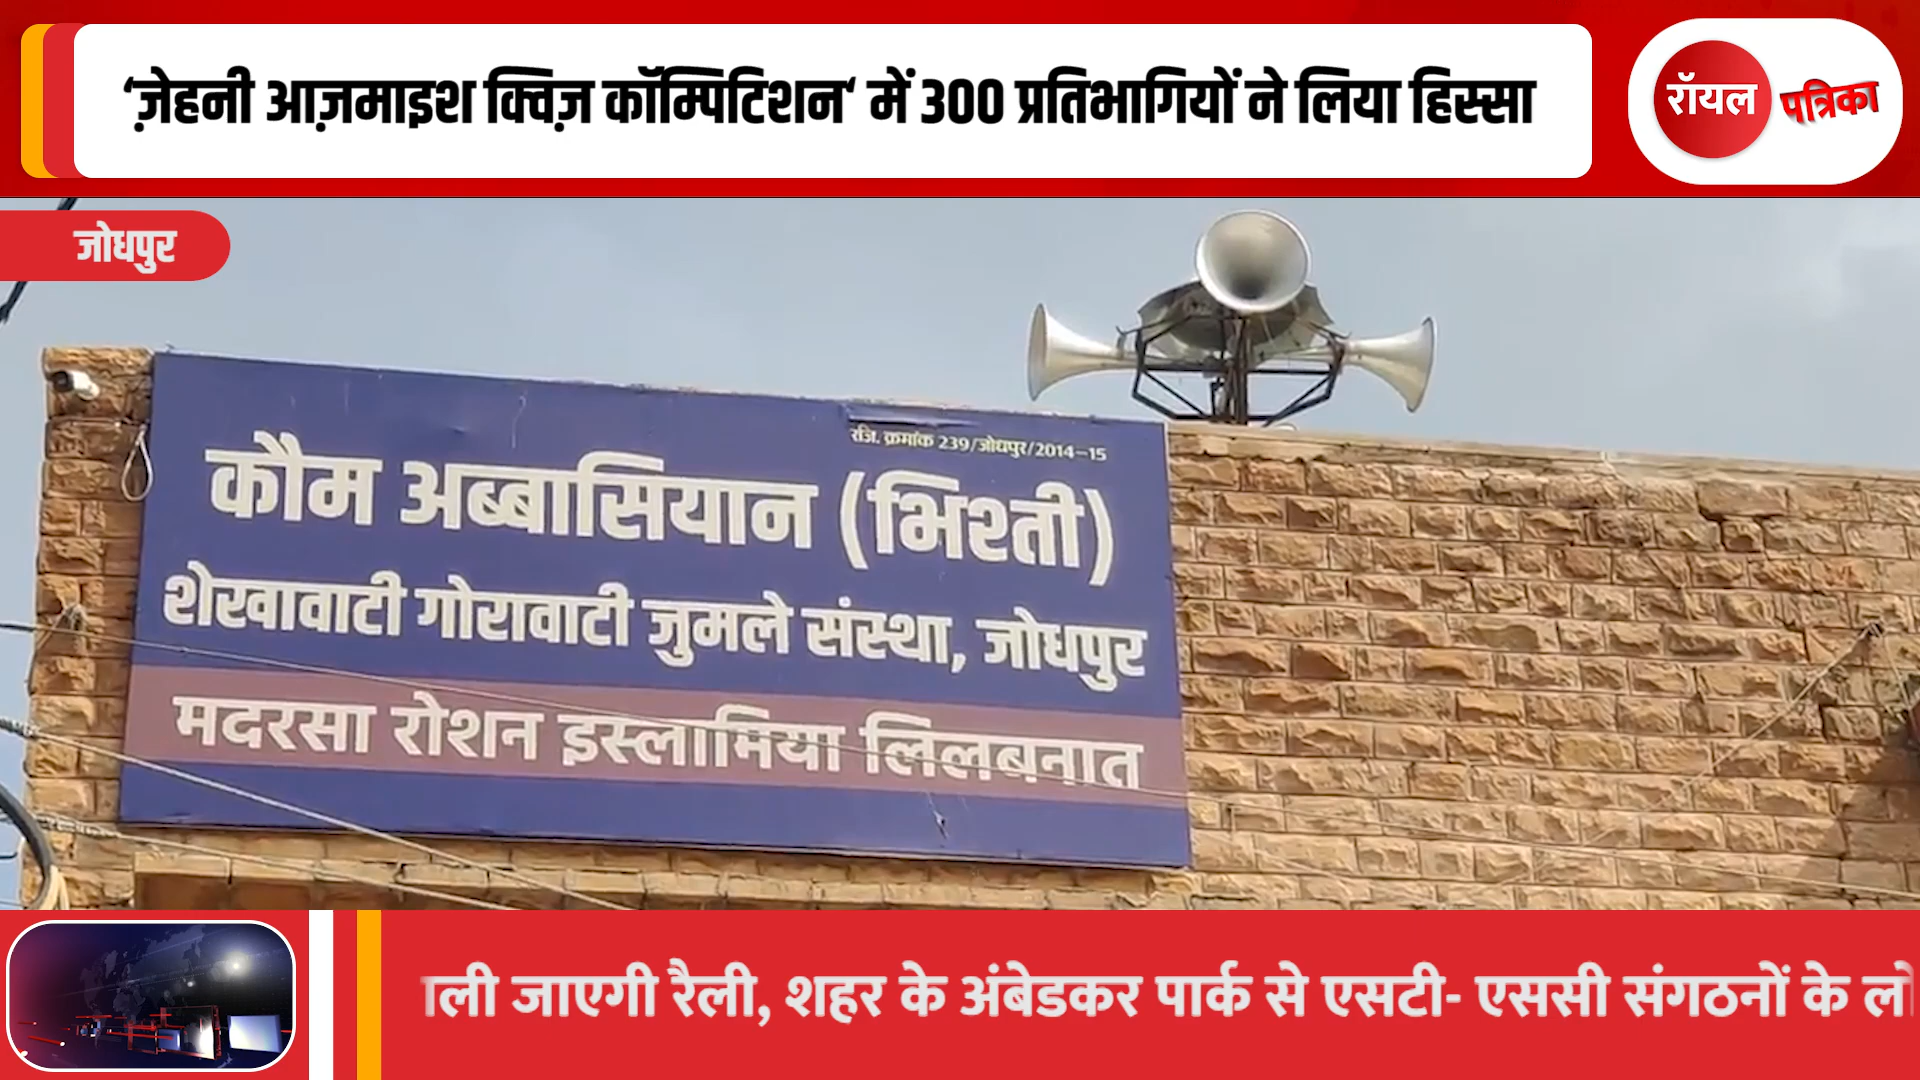 ‘ज़ेहनी आज़माइश क्विज़ कॉम्पिटिशन‘ में 300 प्रतिभागियों ने लिया हिस्सा
रॉयल पत्रिका
जोधपुर
रजि. क्रमांक 239/जोधपुर/2014-15
कौम अब्बासियान (भिश्ती)
शेखावाटी गोरावाटी जुमले संस्था, जोधपुर
मदरसा रोशन इस्लामिया लिलबनात
जाएगी रैली, शहर के अंबेडकर पार्क से एसटी- एससी संगठनों के